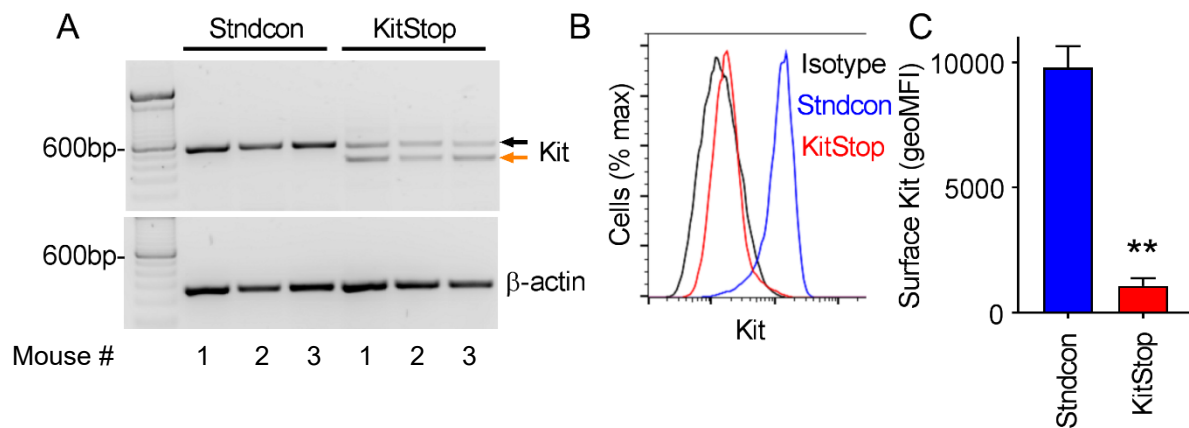 A
Stndcon KitStop
600bp-
Kit
600bp-
β-actin
Mouse # 1 2 3 1 2 3
B
Cells (% max)
Isotype
Stndcon
KitStop
Kit
C
Surface Kit (geoMFI)
10000
5000
0
**
Stndcon
KitStop